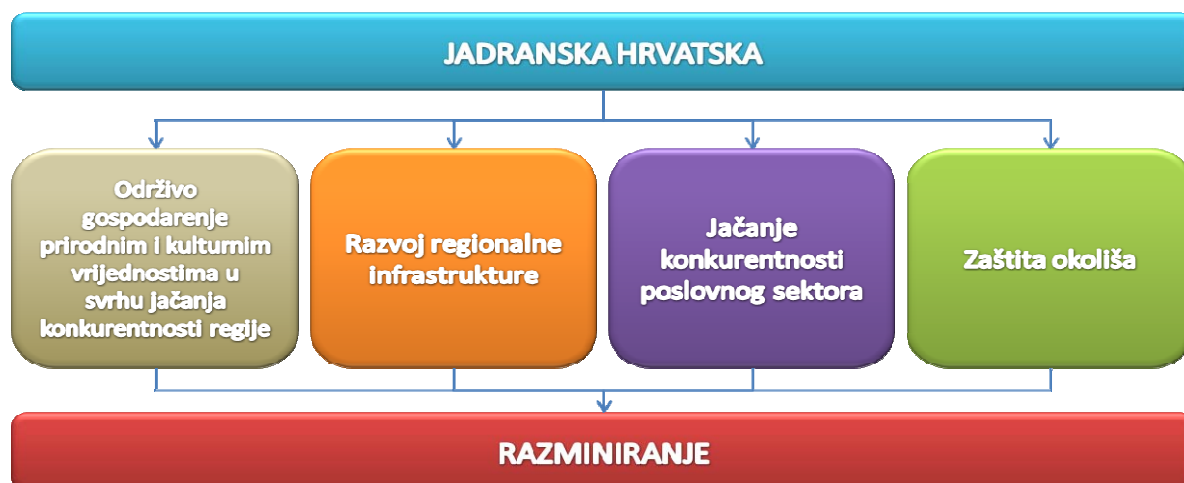 JADRANSKA HRVATSKA
Održivo
gospodarenje
prirodnim i kulturnim
vrijednostima u
svrhu jačanja
konkurentnosti regije
Razvoj regionalne
infrastrukture
Jačanje
konkurentnosti
poslovnog sektora
Zaštita okoliša
RAZMINIRANJE